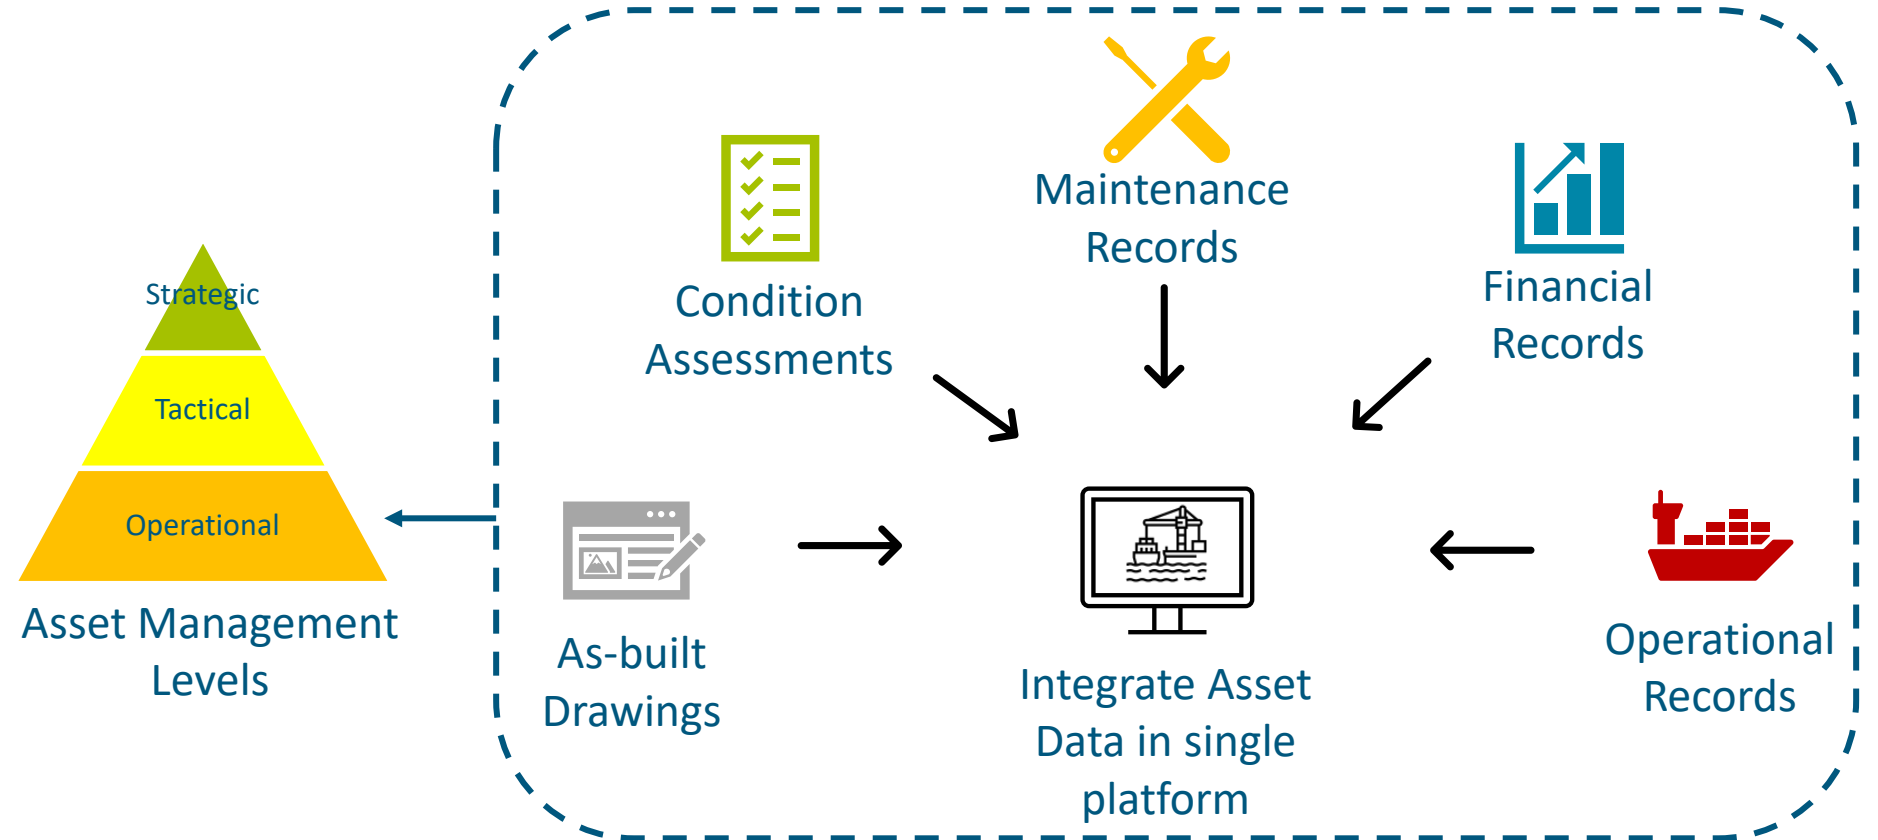 Strategic
Tactical
Operational
Asset Management
Levels
Condition
Assessments
Maintenance
Records
Financial
Records
As-built
Drawings
Integrate Asset
Data in single
platform
Operational
Records